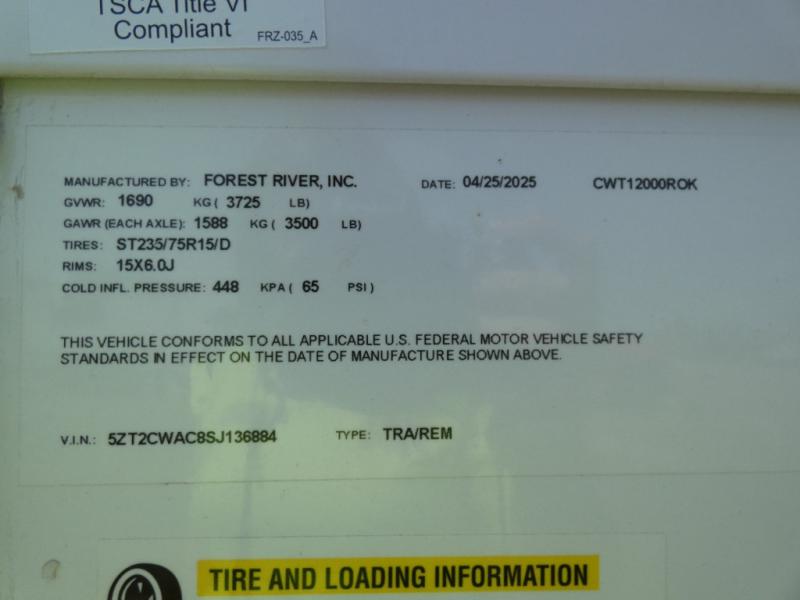 TSCA Title VI
Compliant FRZ-035_A
MANUFACTURED BY: FOREST RIVER, INC. DATE: 04/25/2025 CWT12000ROK
GVWR: 1690 KG ( 3725 LB)
GAWR (EACH AXLE): 1588 KG ( 3500 LB)
TIRES: ST235/75R15/D
RIMS: 15X6.0J
COLD INFL. PRESSURE: 448 KPA ( 65 PSI )
THIS VEHICLE CONFORMS TO ALL APPLICABLE U.S. FEDERAL MOTOR VEHICLE SAFETY
STANDARDS IN EFFECT ON THE DATE OF MANUFACTURE SHOWN ABOVE.
V.I.N.: 5ZT2CWAC8SJ136884 TYPE: TRA/REM
TIRE AND LOADING INFORMATION